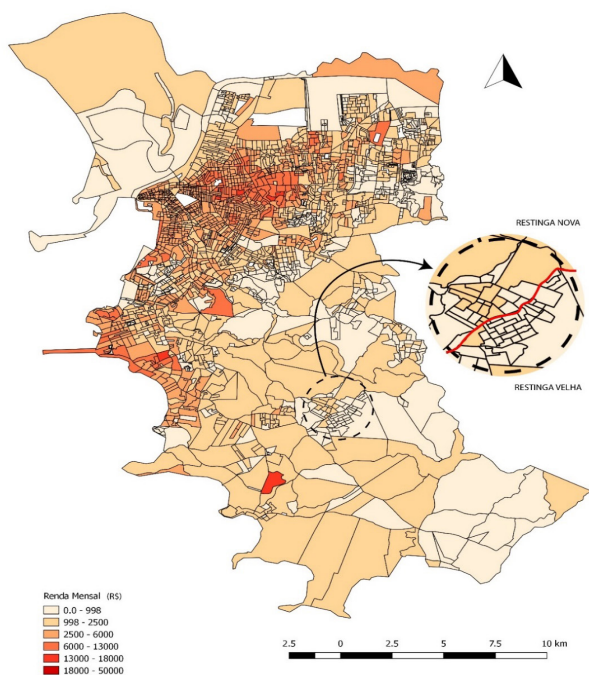 RESTINGA NOVA
RESTINGA VELHA
Renda Mensal (R$)
0.0 - 998
998 - 2500
2500 - 6000
6000 - 13000
13000 - 18000
18000 - 50000
2.5 0 2.5 5 7.5 10 km